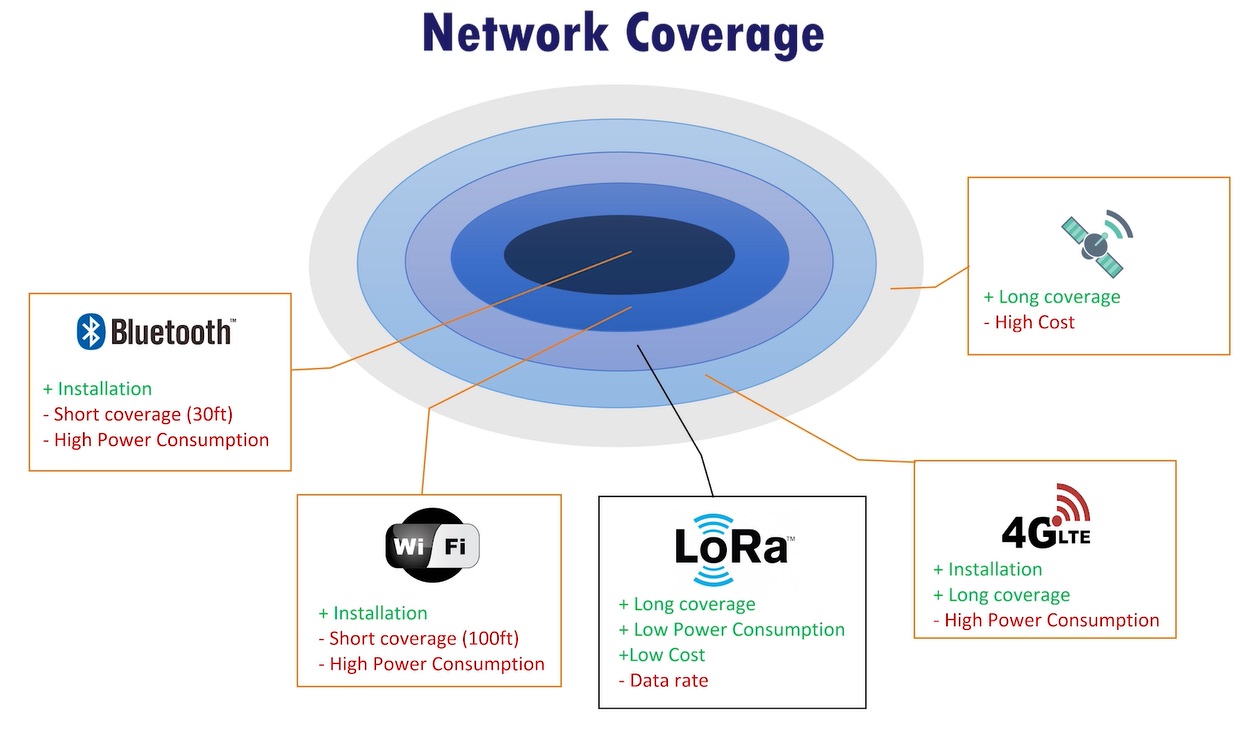 Network Coverage
+ Long coverage
- High Cost
Bluetooth™
+ Installation
- Short coverage (30ft)
- High Power Consumption
Wi Fi
+ Installation
- Short coverage (100ft)
- High Power Consumption
LoRa™
+ Long coverage
+ Low Power Consumption
+Low Cost
- Data rate
4G LTE
+ Installation
+ Long coverage
- High Power Consumption